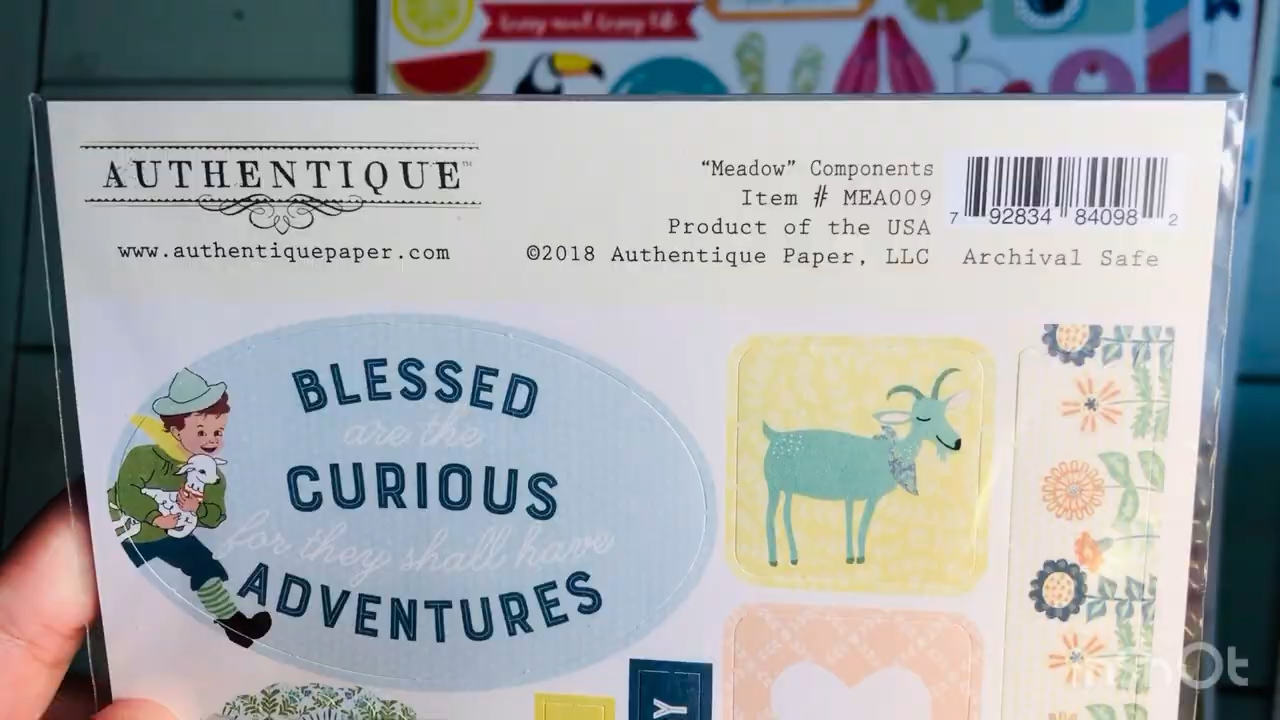 AUTHENTIQUE™
www.authentiquepaper.com
“Meadow” Components
Item # MEA009
Product of the USA
©2018 Authentique Paper, LLC
7 92834 84098 2
Archival Safe
BLESSED
are the
CURIOUS
for they shall have
ADVENTURES
Y